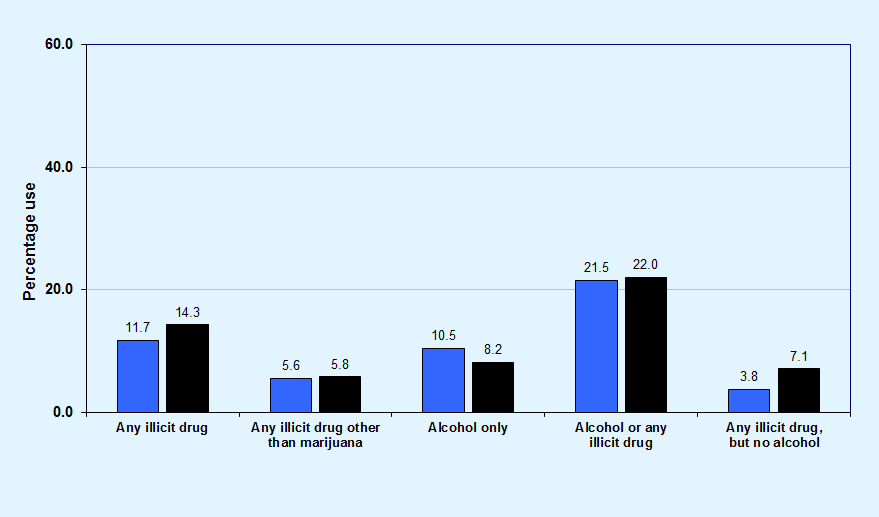 60.0
40.0
20.0
0.0
Percentage use
11.7
14.3
5.6
5.8
10.5
8.2
21.5
22.0
3.8
7.1
Any illicit drug
Any illicit drug other
than marijuana
Alcohol only
Alcohol or any
illicit drug
Any illicit drug,
but no alcohol